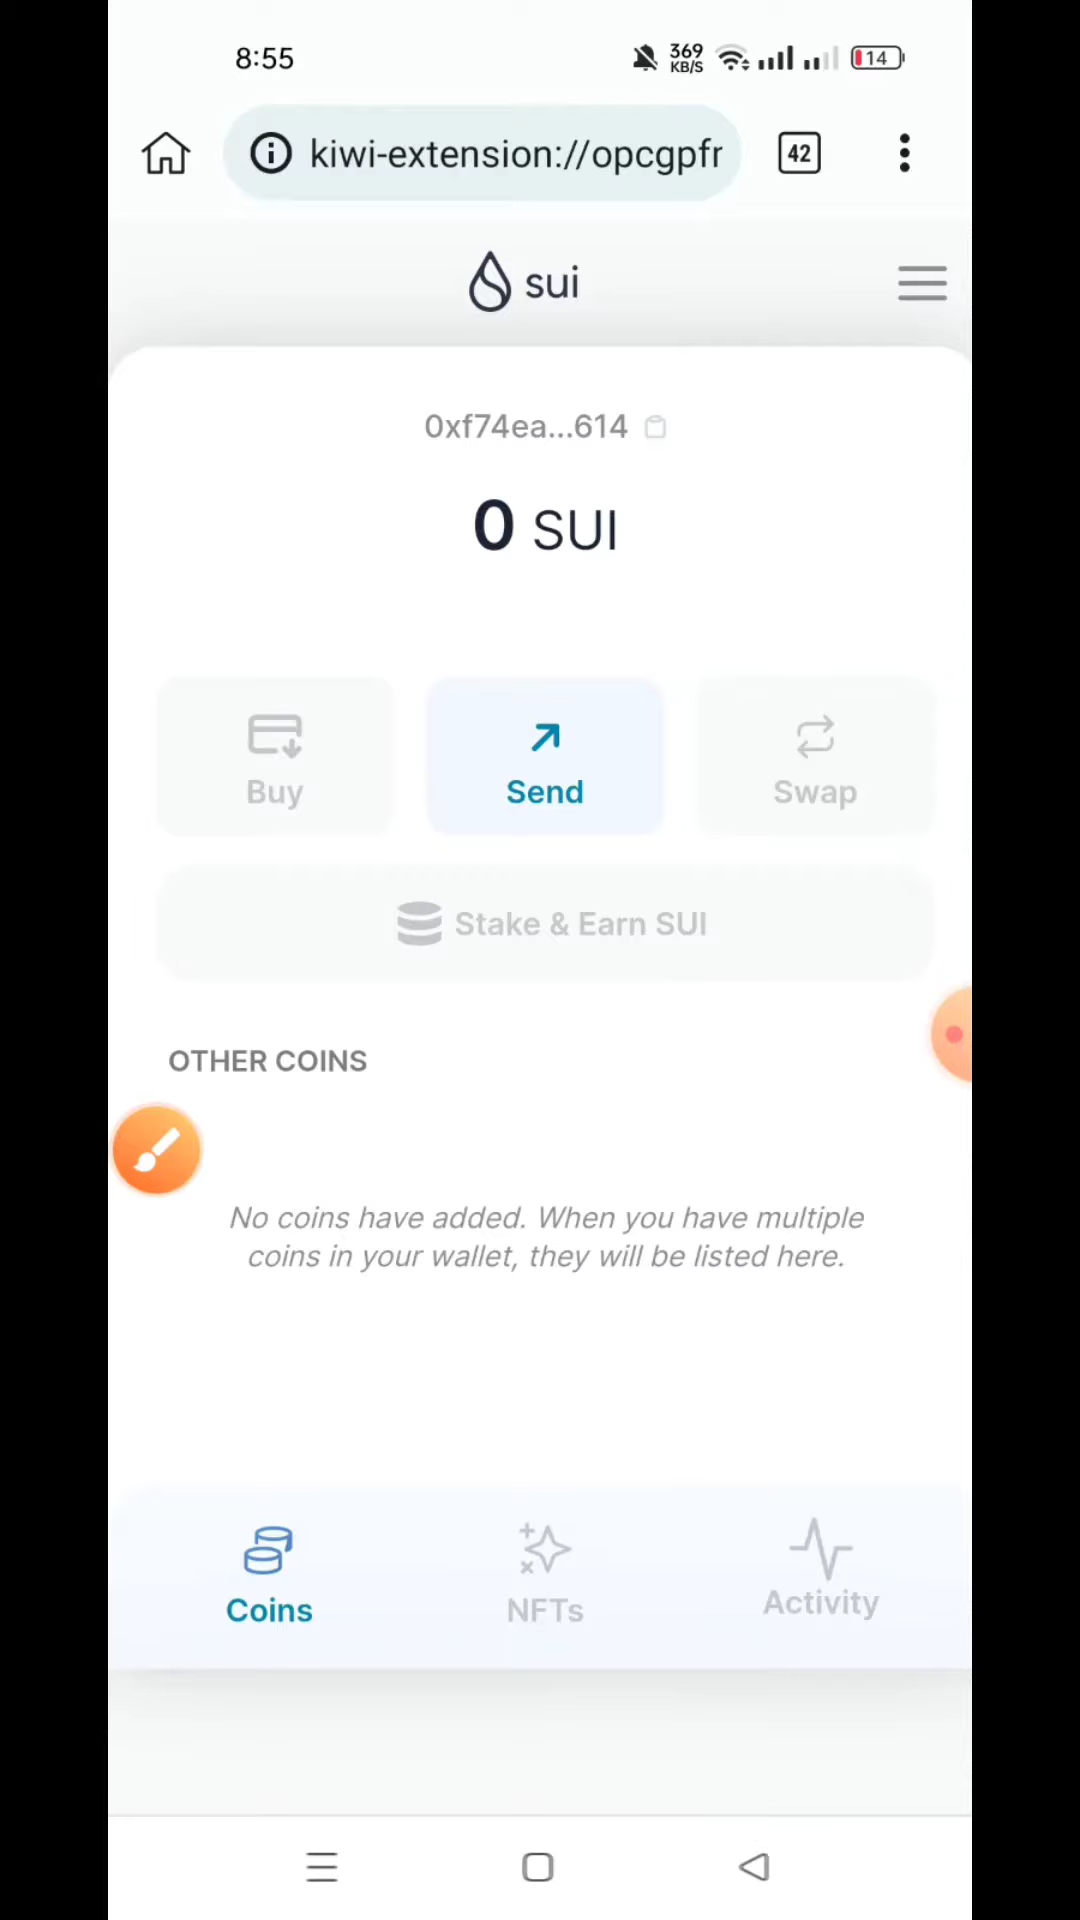 8:55
369
KB/S
14
kiwi-extension://opcgpfr
42
sui
0xf74ea...614
0 SUI
Buy
Send
Swap
Stake & Earn SUI
OTHER COINS
No coins have added. When you have multiple
coins in your wallet, they will be listed here.
Coins
NFTs
Activity